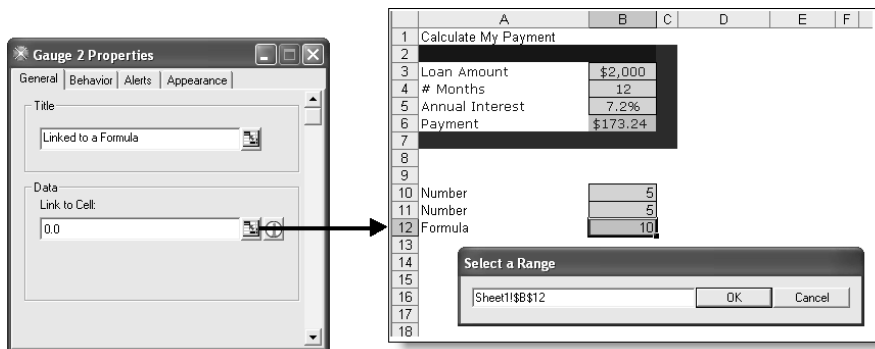 Gauge 2 Properties
General Behavior Alerts Appearance
Title
Linked to a Formula
Data
Link to Cell:
0.0
A B C D E F
1 Calculate My Payment
2
3 Loan Amount $2,000
4 # Months 12
5 Annual Interest 7.2%
6 Payment $173.24
7
8
9
10 Number 5
11 Number 5
12 Formula 10
13
14
15
16
17
18
Select a Range
Sheet1!$B$12
OK Cancel